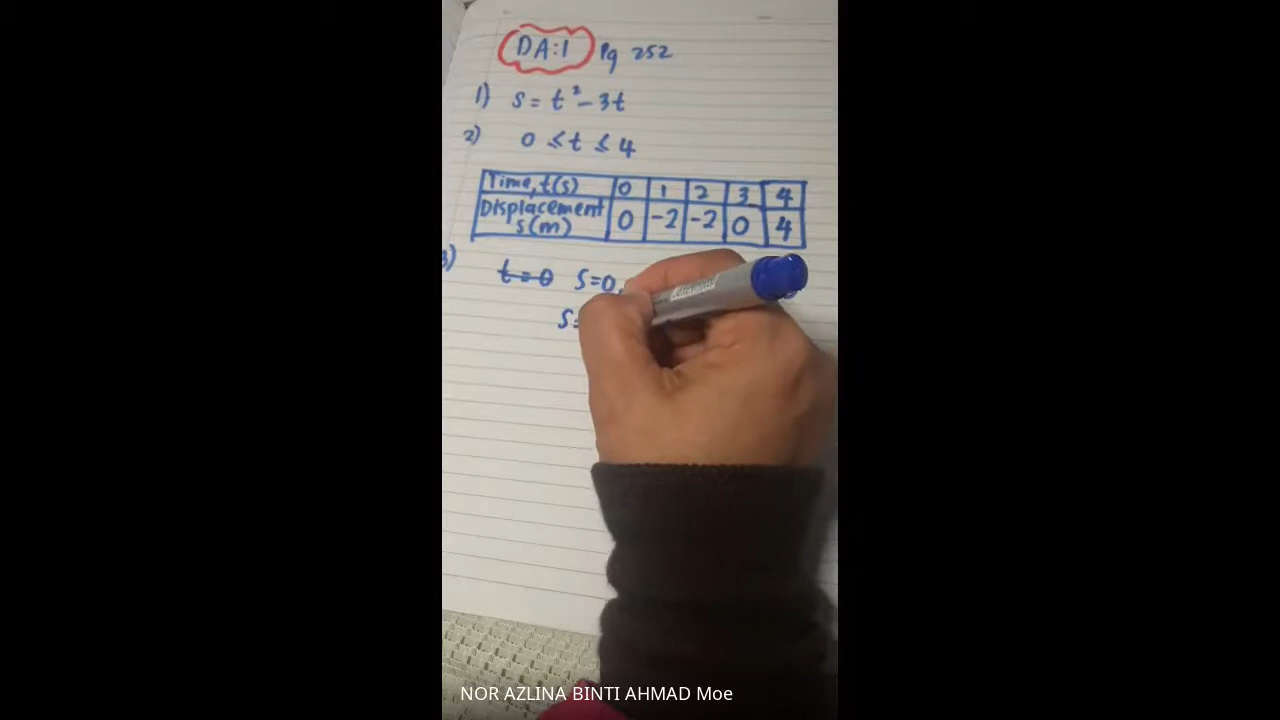 DA:1 Pg 252
1) s = t² - 3t
2) 0 ≤ t ≤ 4
Time, t(s) 0 1 2 3 4
Displacement s(m) 0 -2 -2 0 4
3) t = 0 s=0,
s=
NOR AZLINA BINTI AHMAD Moe